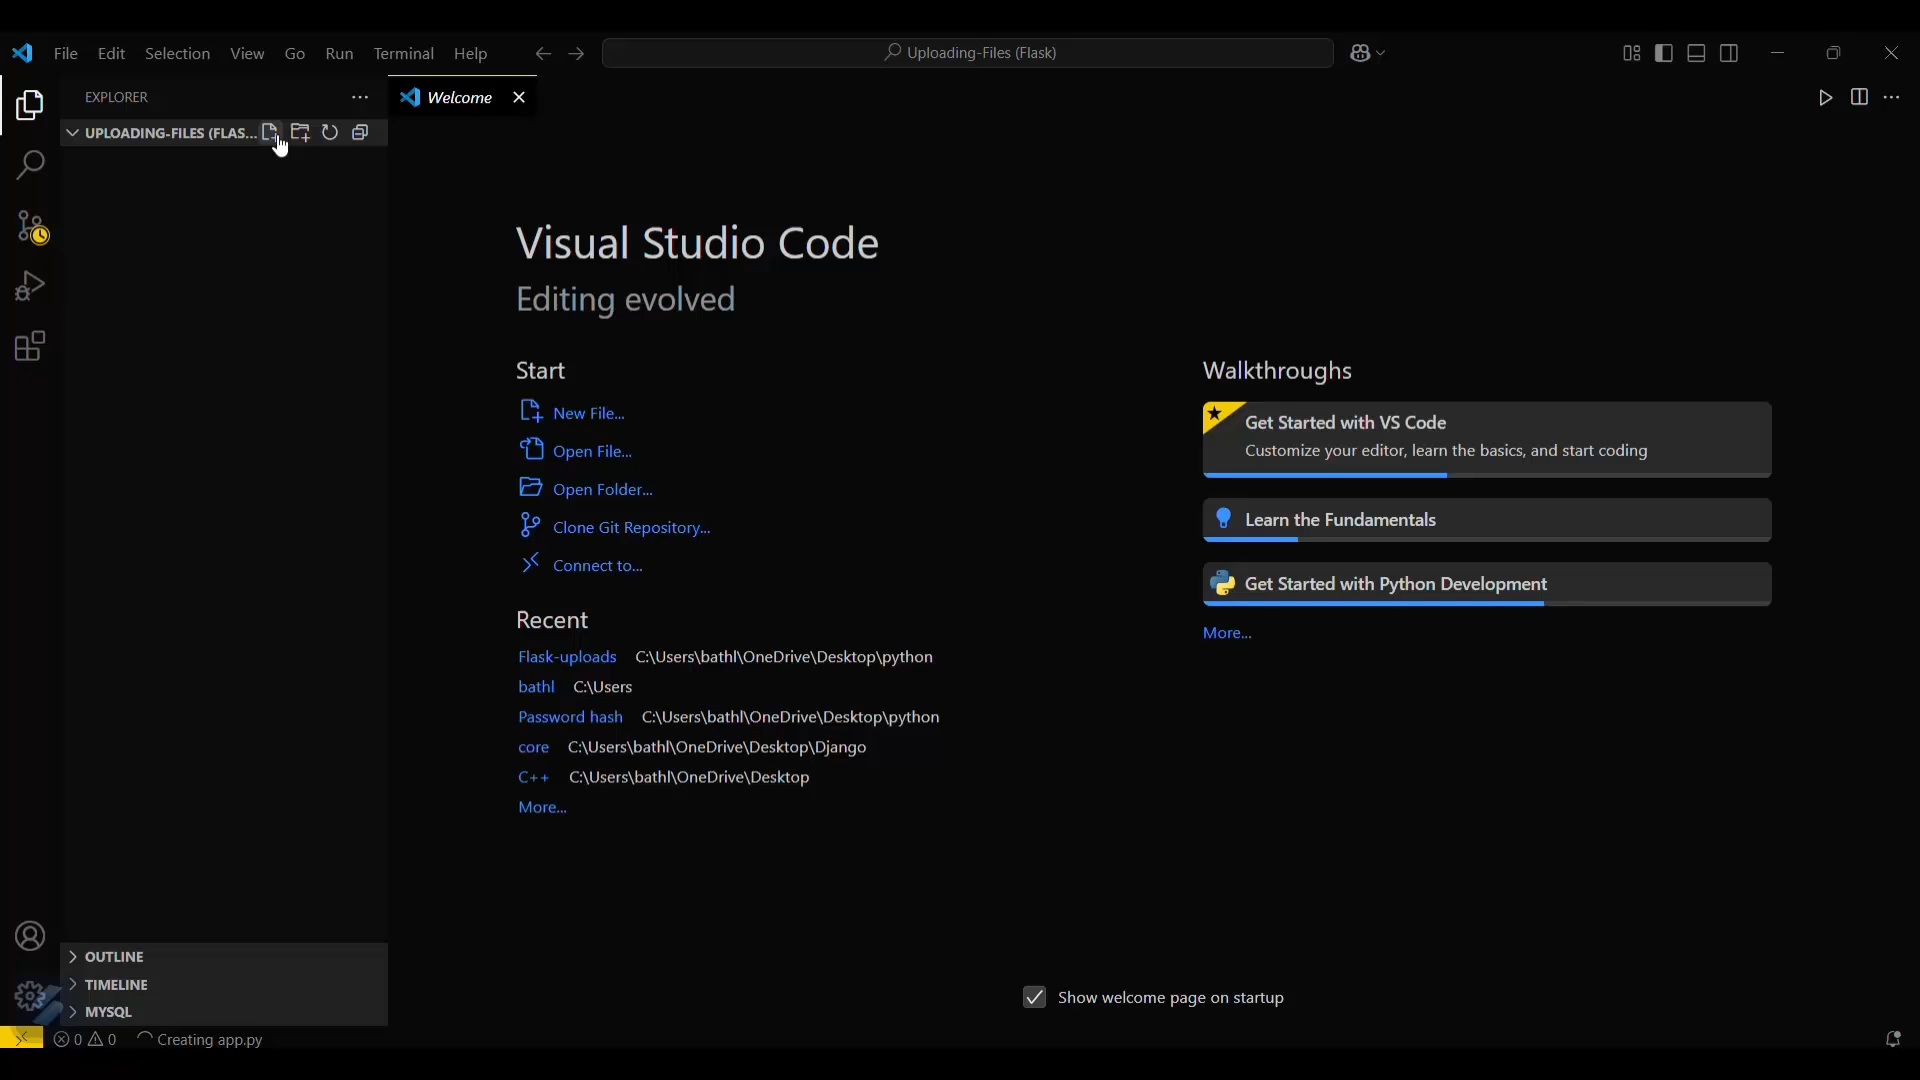 File Edit Selection View Go Run Terminal Help
Uploading-Files (Flask)
EXPLORER
Welcome
UPLOADING-FILES (FLAS...
Visual Studio Code
Editing evolved
Start
New File...
Open File...
Open Folder...
Clone Git Repository...
Connect to...
Recent
Flask-uploads C:\Users\bathl\OneDrive\Desktop\python
bathl C:\Users
Password hash C:\Users\bathl\OneDrive\Desktop\python
core C:\Users\bathl\OneDrive\Desktop\Django
C++ C:\Users\bathl\OneDrive\Desktop
More...
Walkthroughs
Get Started with VS Code
Customize your editor, learn the basics, and start coding
Learn the Fundamentals
Get Started with Python Development
More...
OUTLINE
TIMELINE
MYSQL
Show welcome page on startup
0 0 Creating app.py